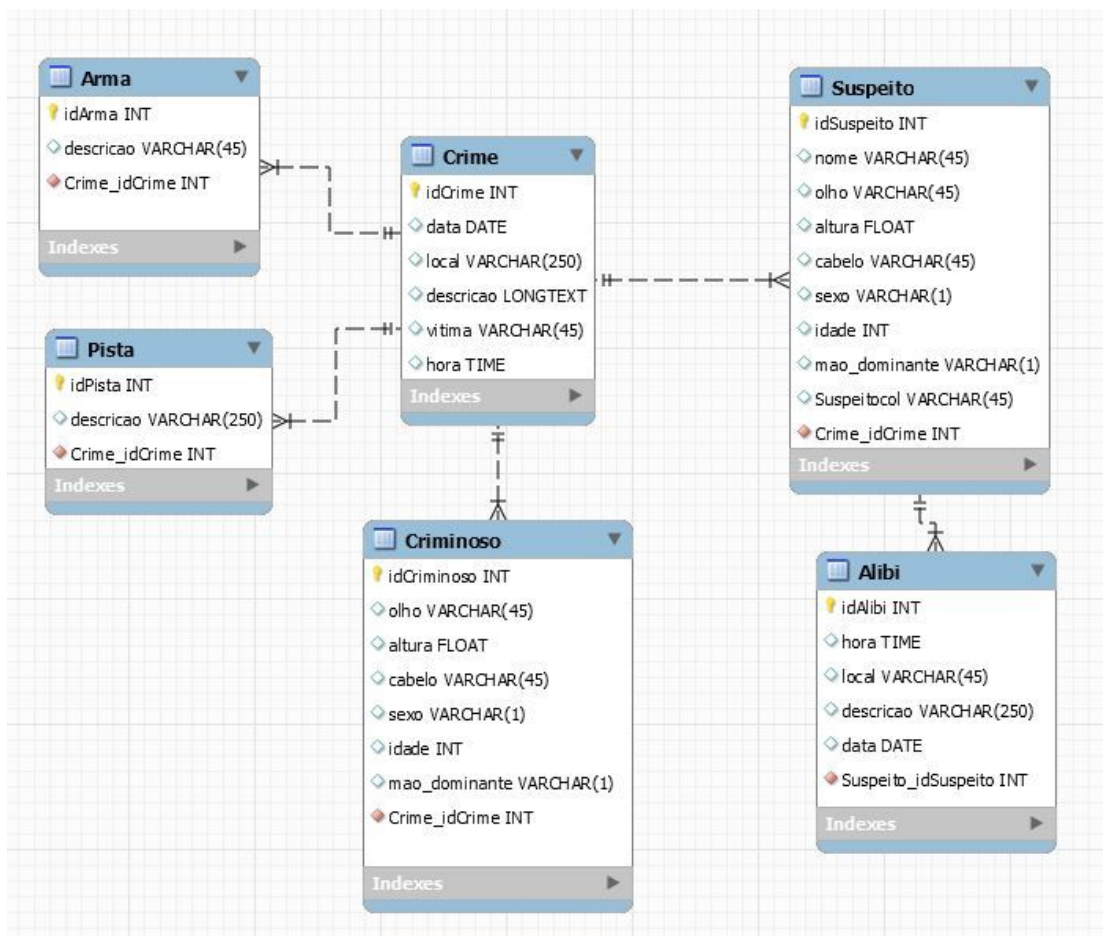 Arma
idArma INT
descricao VARCHAR(45)
Crime_idCrime INT
Indexes
Pista
idPista INT
descricao VARCHAR(250)
Crime_idCrime INT
Indexes
Crime
idCrime INT
data DATE
local VARCHAR(250)
descricao LONGTEXT
vitima VARCHAR(45)
hora TIME
Indexes
Criminoso
idCriminoso INT
olho VARCHAR(45)
altura FLOAT
cabelo VARCHAR(45)
sexo VARCHAR(1)
idade INT
mao_dominante VARCHAR(1)
Crime_idCrime INT
Indexes
Suspeito
idSuspeito INT
nome VARCHAR(45)
olho VARCHAR(45)
altura FLOAT
cabelo VARCHAR(45)
sexo VARCHAR(1)
idade INT
mao_dominante VARCHAR(1)
Suspeitocol VARCHAR(45)
Crime_idCrime INT
Indexes
Alibi
idAlibi INT
hora TIME
local VARCHAR(45)
descricao VARCHAR(250)
data DATE
Suspeito_idSuspeito INT
Indexes